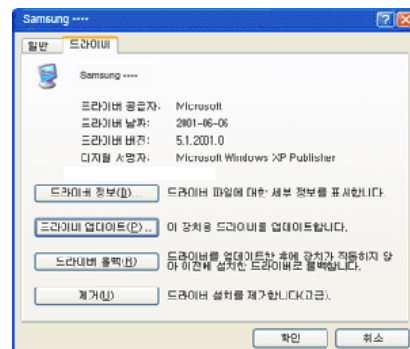 Samsung ----
일반
드라이버
Samsung ----
드라이버 공급자: Microsoft
드라이버 날짜: 2001-06-06
드라이버 버전: 5.1.2001.0
디지털 서명자: Microsoft Windows XP Publisher
드라이버 정보(D)... 드라이버 파일에 대한 세부 정보를 표시합니다.
드라이버 업데이트(P)... 이 장치용 드라이버를 업데이트합니다.
드라이버 롤백(R) 드라이버를 업데이트한 후에 장치가 작동하지 않
아 이전에 설치한 드라이버로 롤백합니다.
제거(U) 드라이버 설치를 제거합니다(고급).
확인 취소